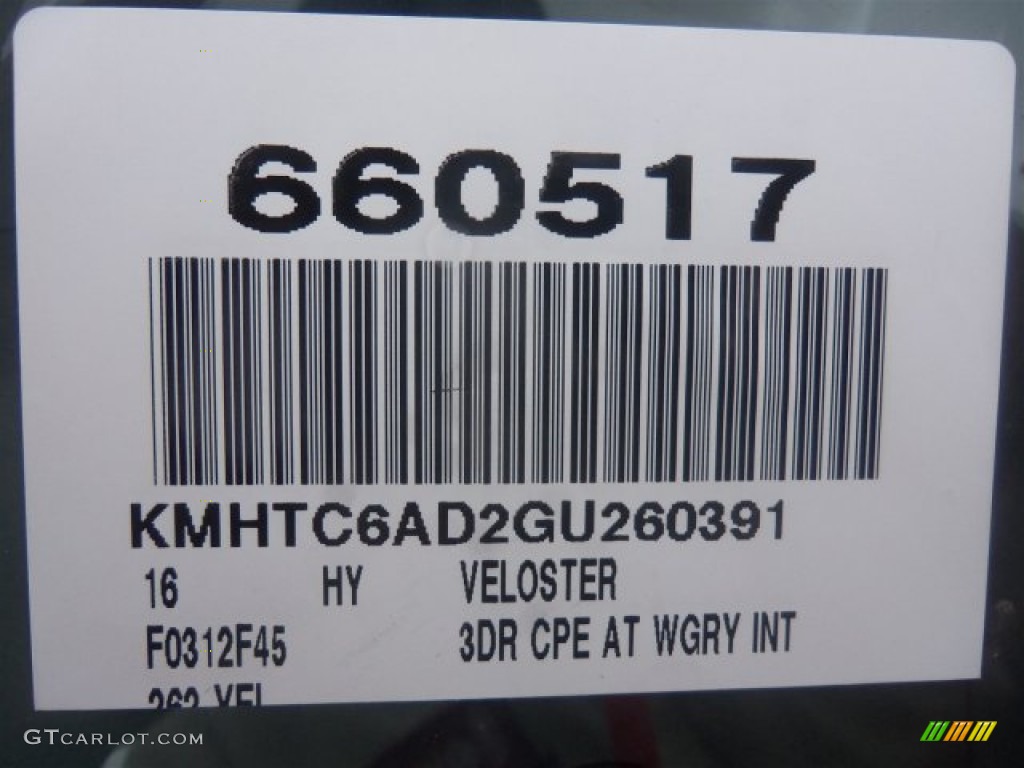 660517
KMHTC6AD2GU260391
16 HY VELOSTER
F0312F45 3DR CPE AT WGRY INT
GTCARLOT.COM